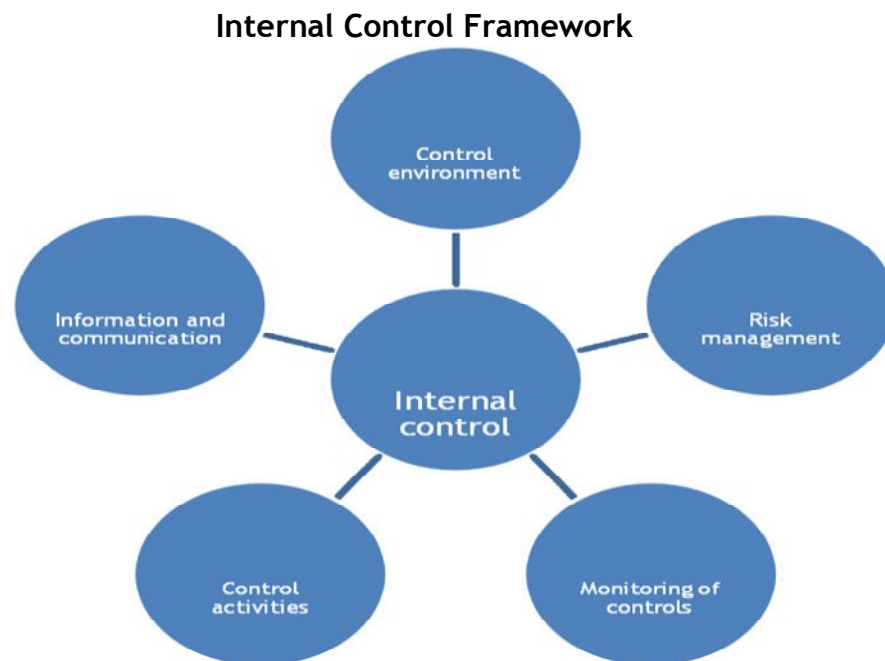 Internal Control Framework
Control
environment
Information and
communication
Risk
management
Internal
control
Control
activities
Monitoring of
controls